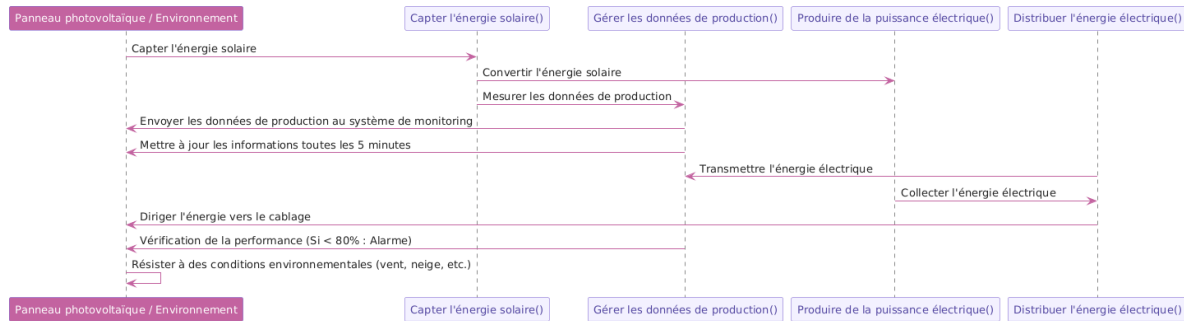 Panneau photovoltaïque / Environnement
Capter l'énergie solaire()
Gérer les données de production()
Produire de la puissance électrique()
Distribuer l'énergie électrique()
Capter l'énergie solaire
Convertir l'énergie solaire
Mesurer les données de production
Envoyer les données de production au système de monitoring
Mettre à jour les informations toutes les 5 minutes
Transmettre l'énergie électrique
Collecter l'énergie électrique
Diriger l'énergie vers le cablage
Vérification de la performance (Si < 80% : Alarme)
Résister à des conditions environnementales (vent, neige, etc.)
Panneau photovoltaïque / Environnement
Capter l'énergie solaire()
Gérer les données de production()
Produire de la puissance électrique()
Distribuer l'énergie électrique()